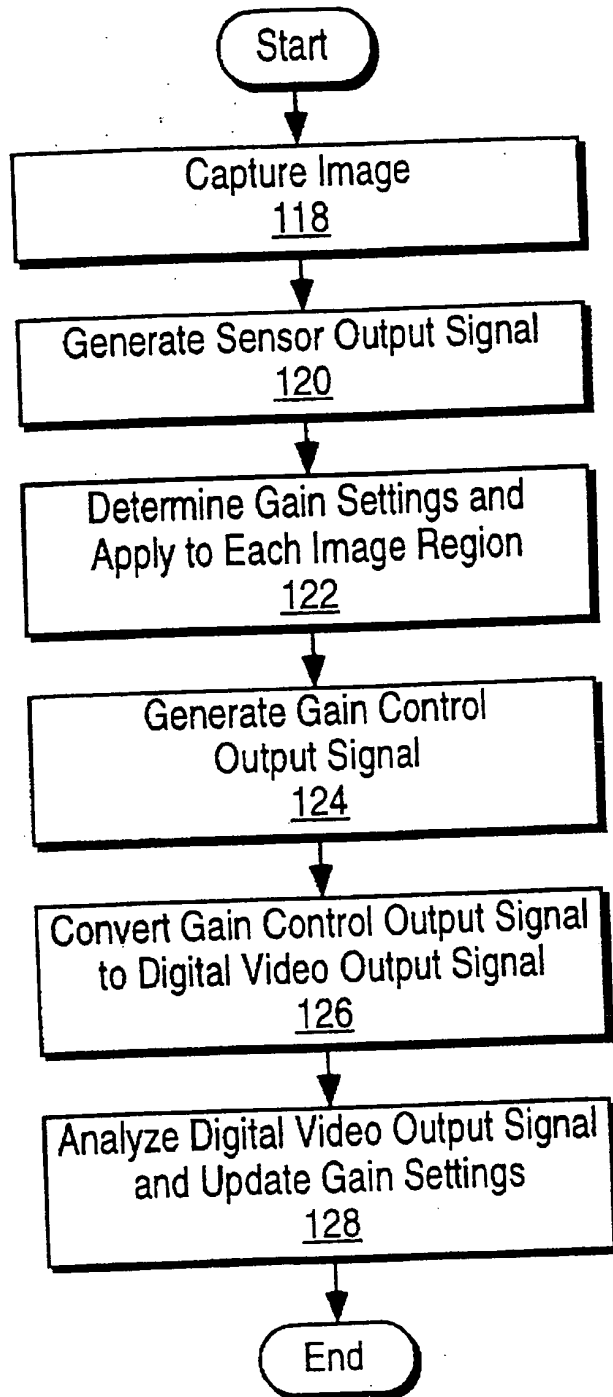 Start
Capture Image
118
Generate Sensor Output Signal
120
Determine Gain Settings and
Apply to Each Image Region
122
Generate Gain Control
Output Signal
124
Convert Gain Control Output Signal
to Digital Video Output Signal
126
Analyze Digital Video Output Signal
and Update Gain Settings
128
End